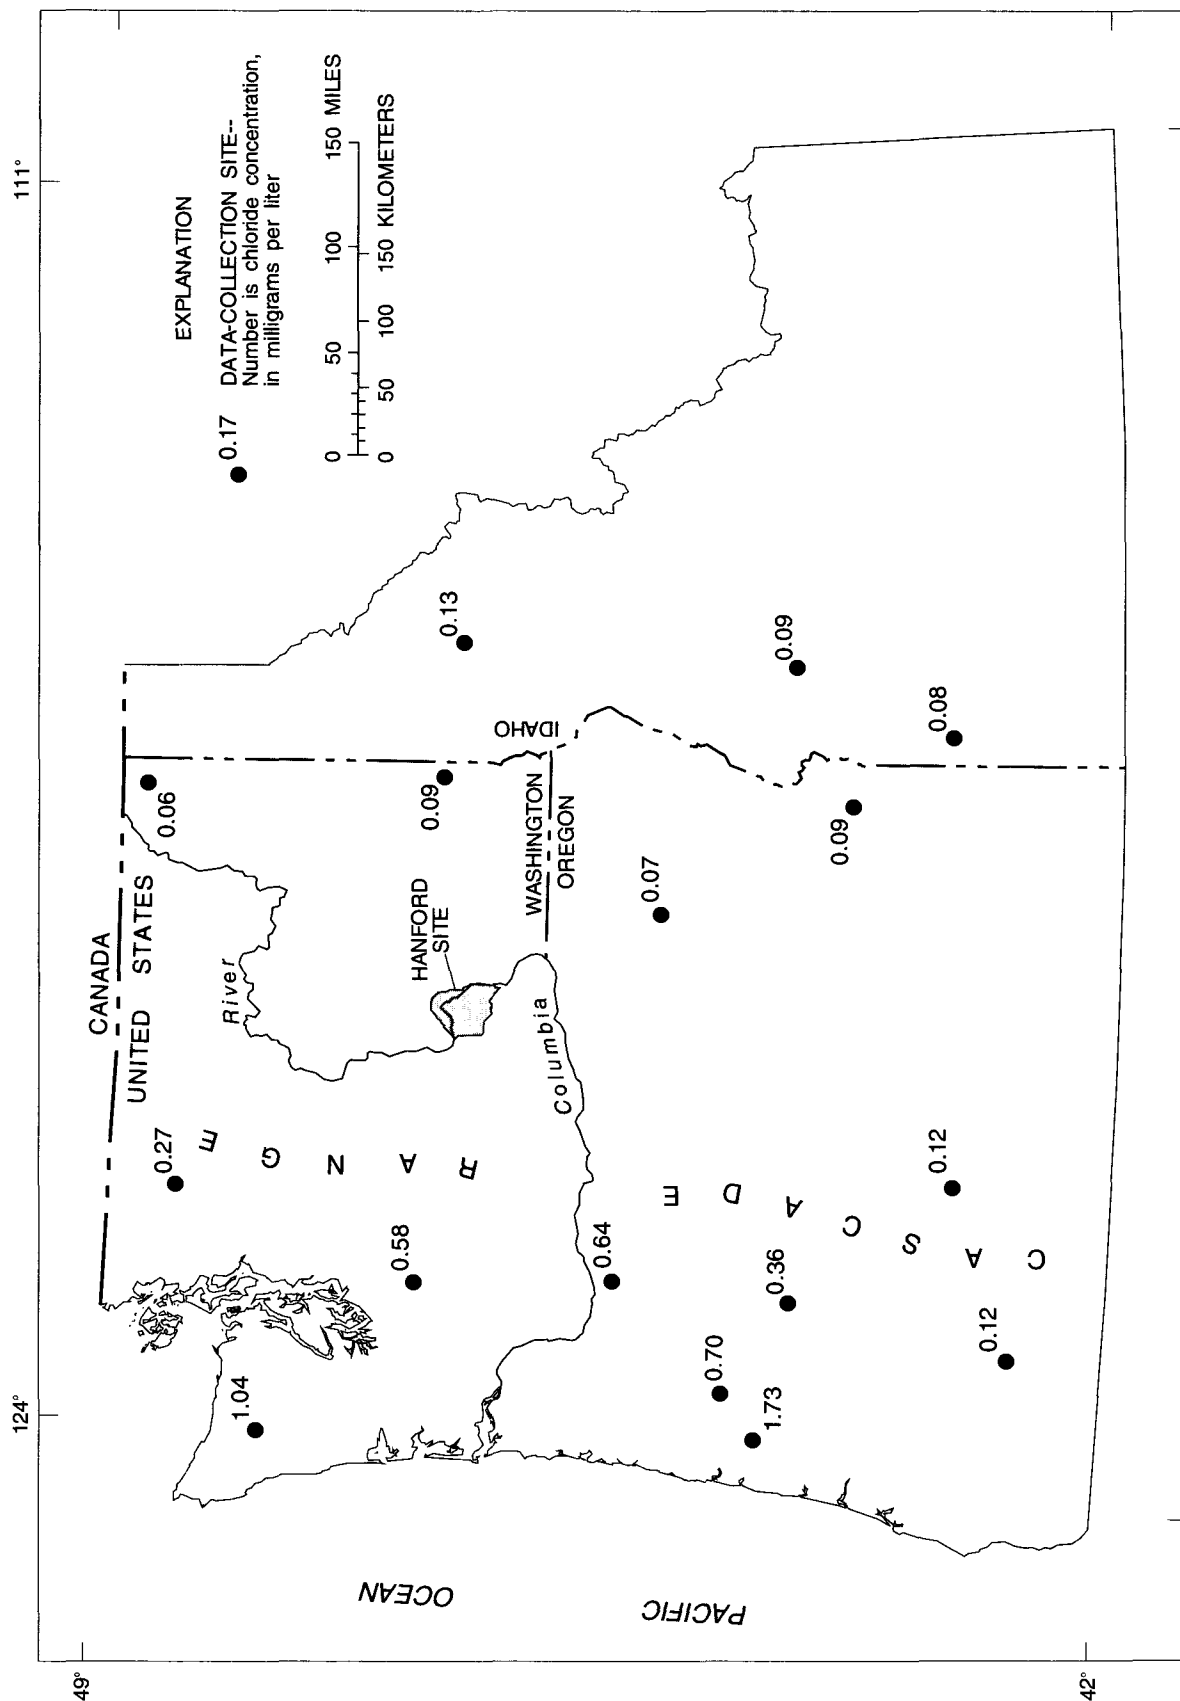 111°
124°
49°
42°
EXPLANATION
0.17
DATA-COLLECTION SITE--
Number is chloride concentration,
in milligrams per liter
0 50 100 150 MILES
0 50 100 150 KILOMETERS
CANADA
UNITED STATES
0.06
0.27
River
1.04
0.09
0.13
HANFORD
SITE
0.58
RANGE
IDAHO
WASHINGTON
OREGON
Columbia
0.64
0.07
0.70
1.73
0.36
0.09
0.09
0.08
0.12
0.12
CASCADE
PACIFIC
OCEAN